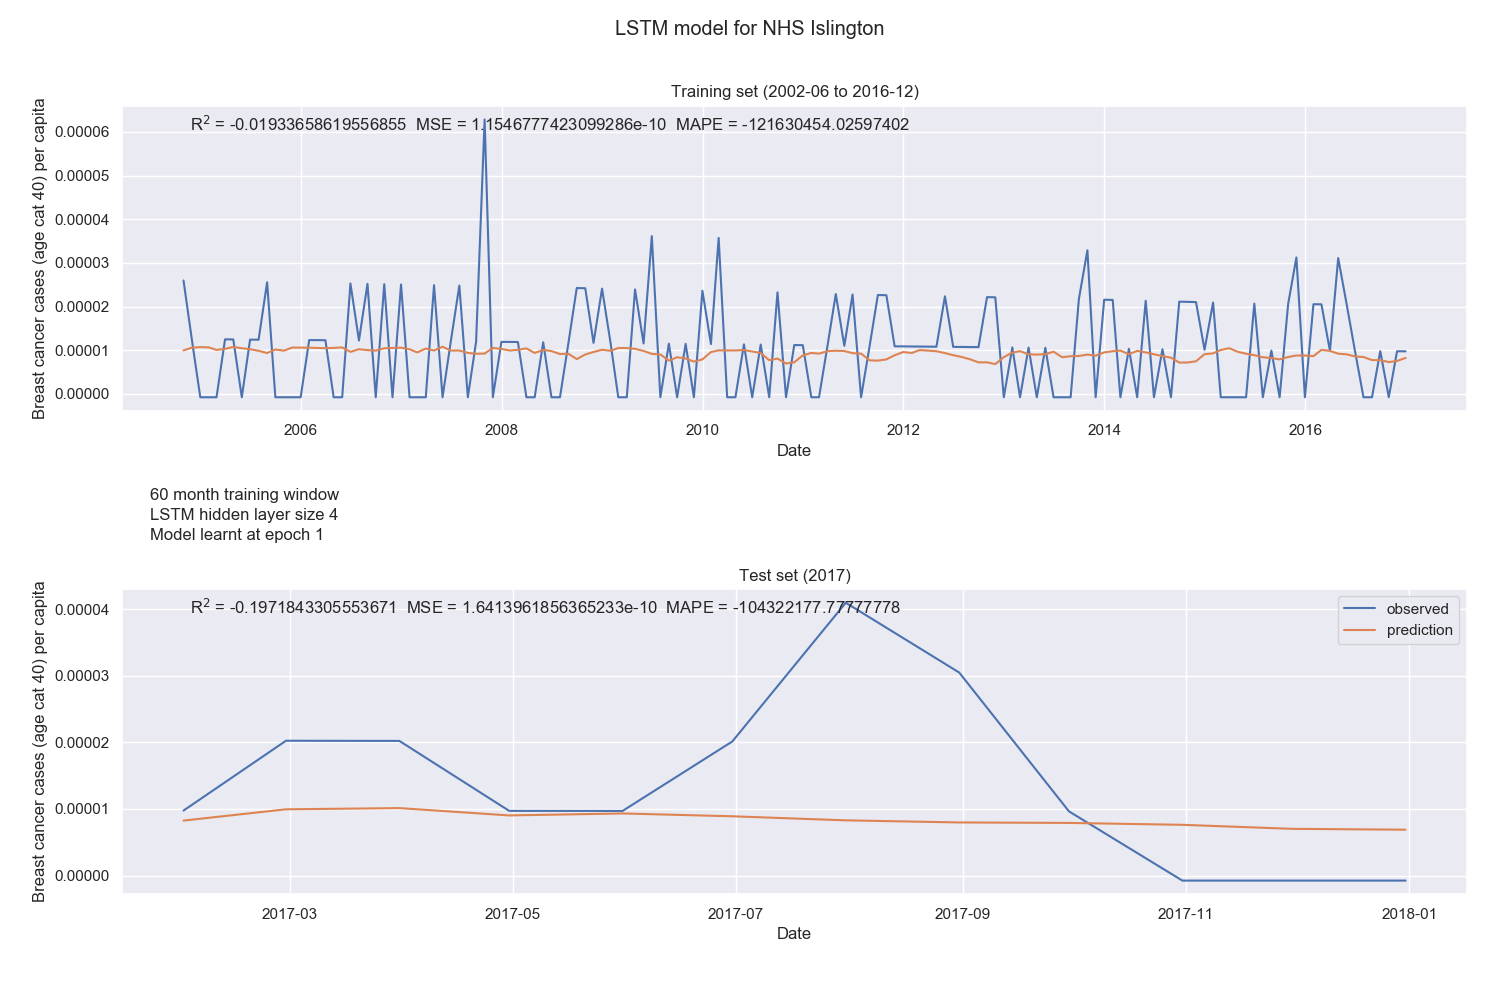 LSTM model for NHS Islington
Training set (2002-06 to 2016-12)
R² = -0.01933658619556855 MSE = 1.1546777423099286e-10 MAPE = -121630454.02597402
Breast cancer cases (age cat 40) per capita
0.00006
0.00005
0.00004
0.00003
0.00002
0.00001
0.00000
2006 2008 2010 2012 2014 2016
Date
60 month training window
LSTM hidden layer size 4
Model learnt at epoch 1
Test set (2017)
R² = -0.1971843305553671 MSE = 1.6413961856365233e-10 MAPE = -104322177.77777778
observed
prediction
Breast cancer cases (age cat 40) per capita
0.00004
0.00003
0.00002
0.00001
0.00000
2017-03 2017-05 2017-07 2017-09 2017-11 2018-01
Date